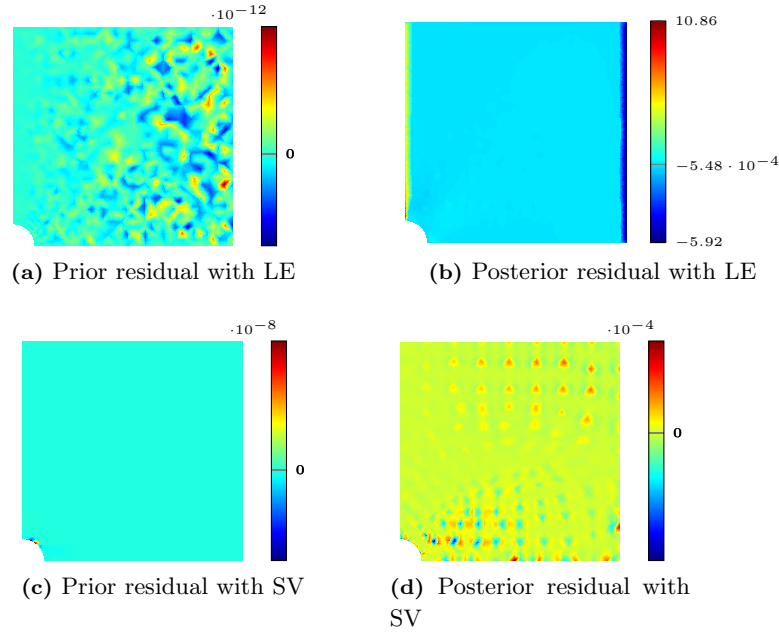 ·10⁻¹²
0
(a) Prior residual with LE
10.86
−5.48 · 10⁻⁴
−5.92
(b) Posterior residual with LE
·10⁻⁸
0
(c) Prior residual with SV
·10⁻⁴
0
(d) Posterior residual with
SV